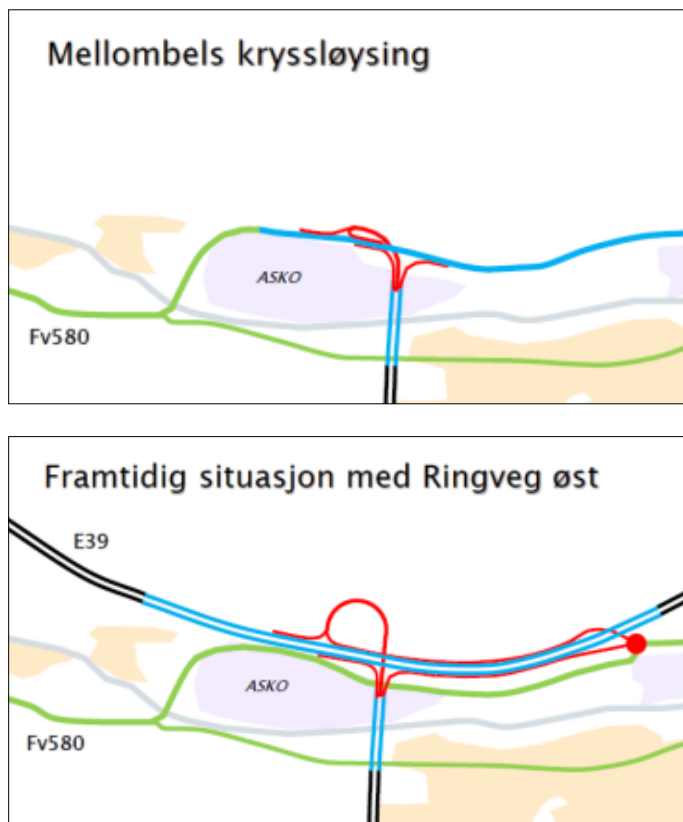 Mellombels kryssløysing
ASKO
Fv580
Framtidig situasjon med Ringveg øst
E39
ASKO
Fv580